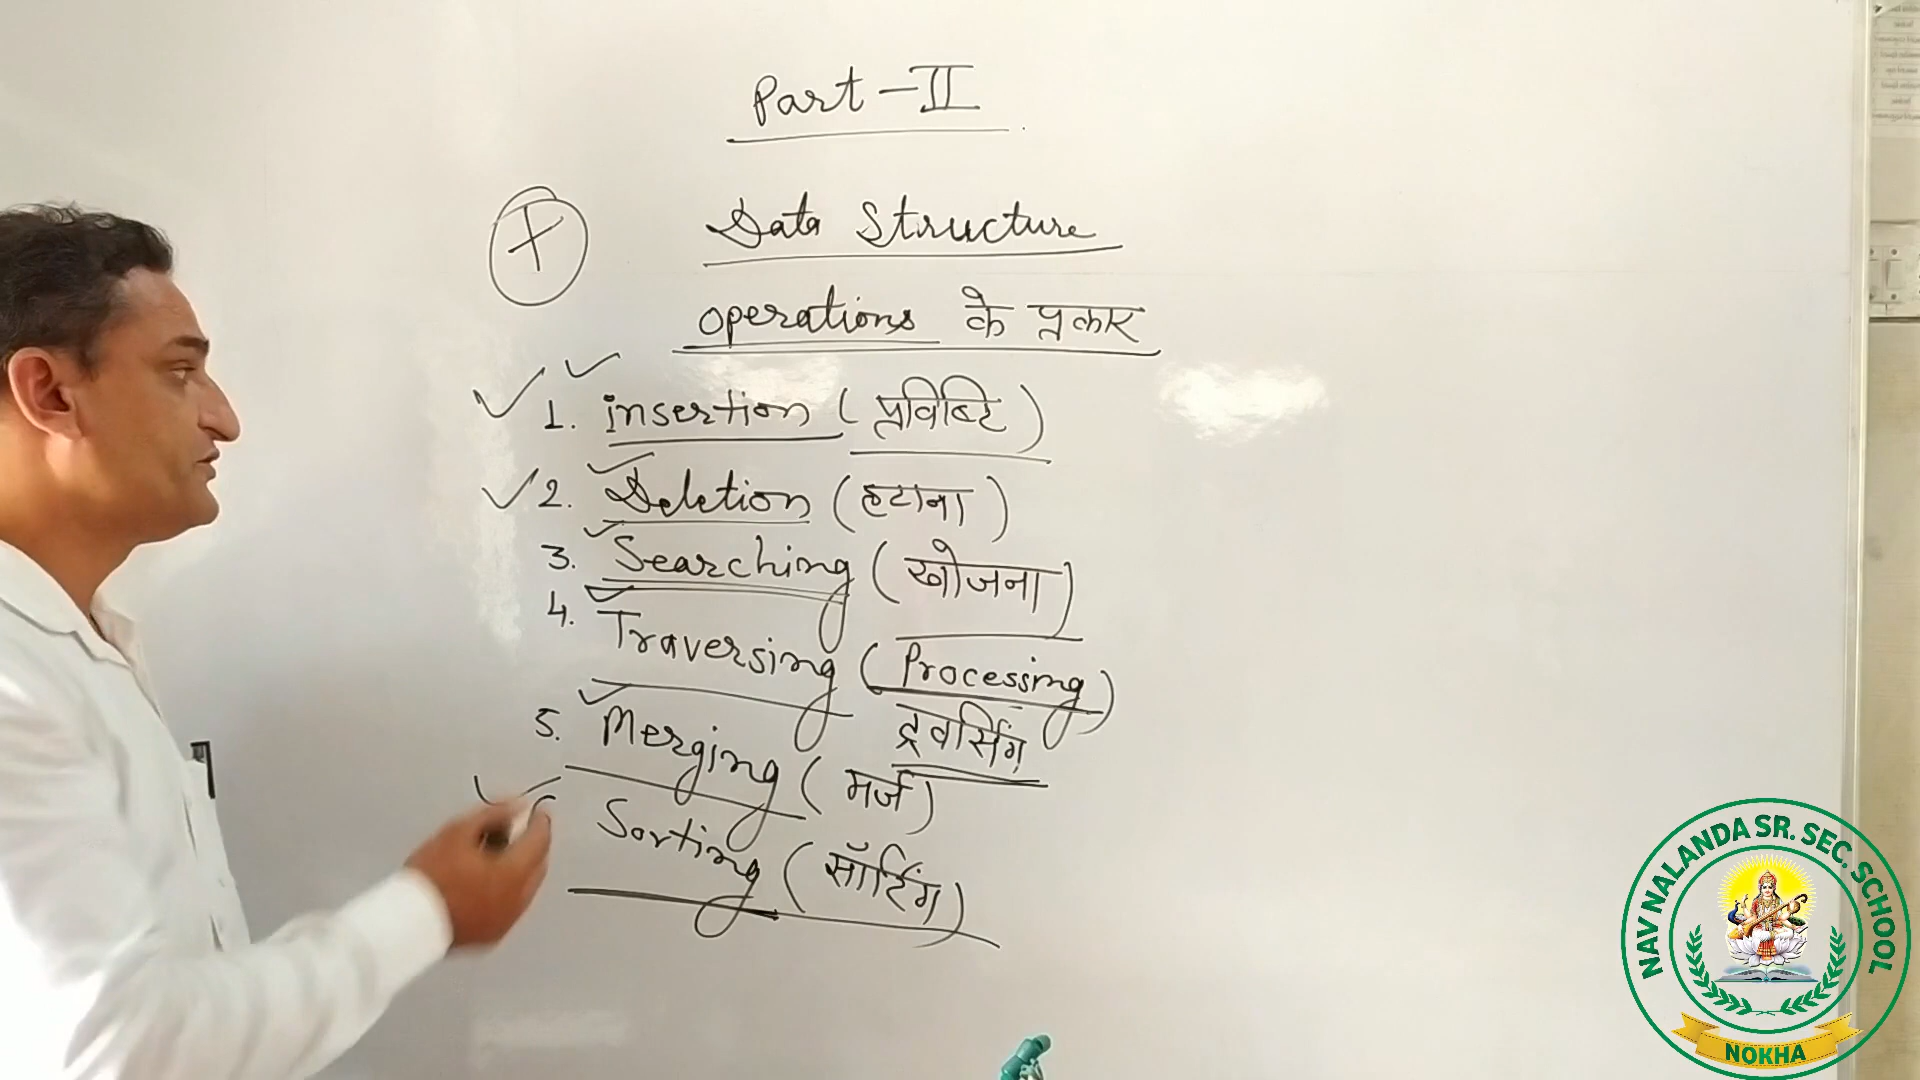 Part - II
Data Structure
operations के प्रकार
1. insertion (प्रविष्टि)
2. Deletion (हटाना)
3. Searching (खोजना)
4. Traversing (Processing)
ट्रवर्सिंग
5. Merging (मर्ज)
Sorting (सॉर्टिंग)
NAV NALANDA SR. SEC. SCHOOL
NOKHA